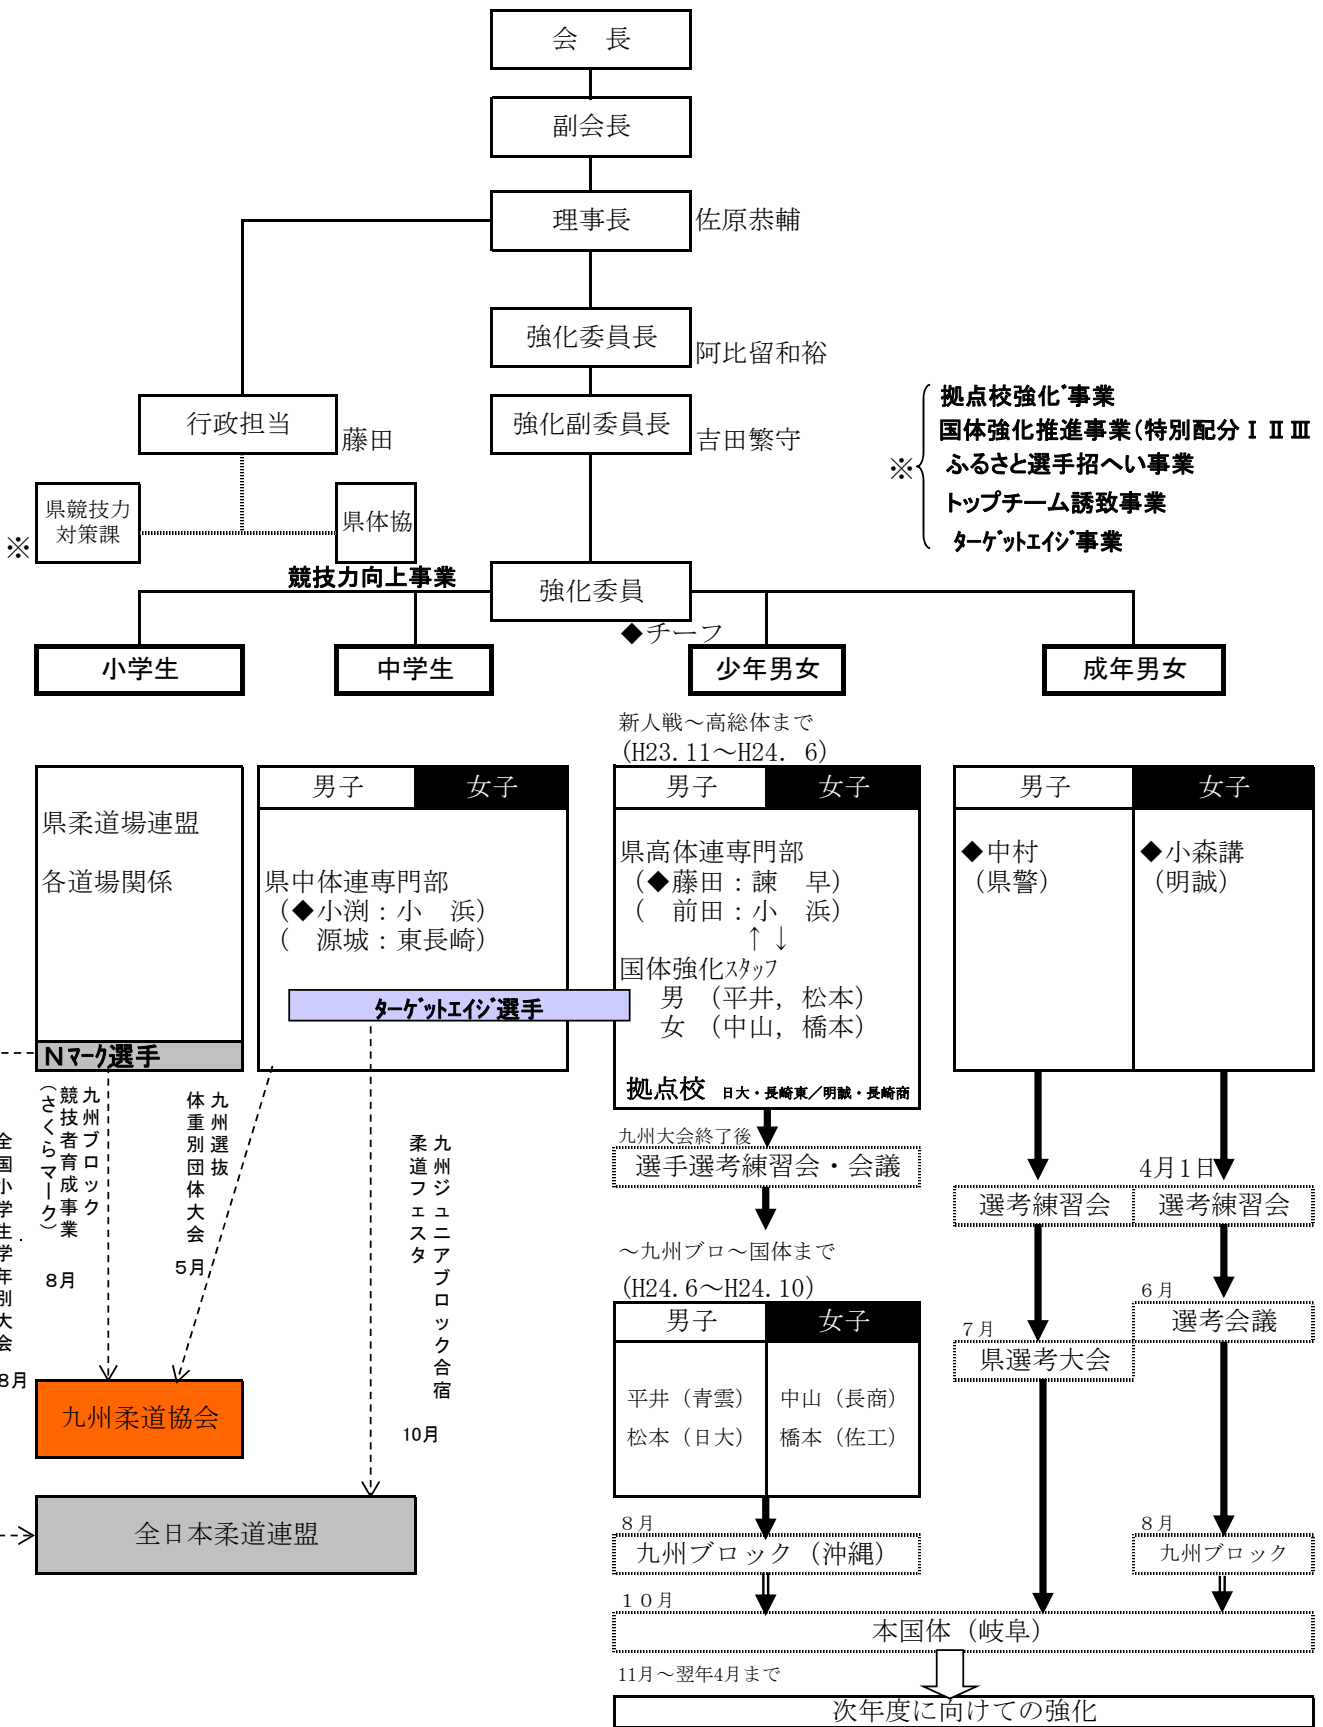 会　長
副会長
理事長
佐原恭輔
強化委員長
阿比留和裕
行政担当
藤田
強化副委員長
吉田繁守
※
拠点校強化゙事業
国体強化推進事業(特別配分ⅠⅡⅢ
ふるさと選手招へい事業
トップチーム誘致事業
ﾀｰｹﾞｯﾄエイｼﾞ事業
※
県競技力
対策課
県体協
競技力向上事業
強化委員
◆チーフ
小学生
中学生
少年男女
成年男女
新人戦～高総体まで
(H23.11～H24. 6)
県柔道場連盟
各道場関係
Nﾏｰｸ選手
男子
女子
県中体連専門部
（◆小渕：小　浜）
（　源城：東長崎）
ﾀｰｹﾞｯﾄエイｼﾞ選手
男子
女子
県高体連専門部
（◆藤田：諫　早）
（　前田：小　浜）
↑↓
国体強化ｽﾀｯﾌ
男　（平井，松本）
女　（中山，橋本）
拠点校　日大・長崎東／明誠・長崎商
男子
女子
◆中村
（県警）
◆小森講
（明誠）
全国小学生学年別大会
8月
九州ブロック
競技者育成事業
（さくらマーク）
8月
九州選抜
体重別団体大会
5月
九州ジュニアブロック合宿
柔道フェスタ
10月
九州柔道協会
全日本柔道連盟
九州大会終了後
選手選考練習会・会議
～九州ブロ～国体まで
(H24.6～H24.10)
男子
女子
平井（青雲）
松本（日大）
中山（長商）
橋本（佐工）
8月
九州ブロック（沖縄）
選考練習会
7月
県選考大会
4月1日
選考練習会
6月
選考会議
8月
九州ブロック
１０月
本国体（岐阜）
11月～翌年4月まで
次年度に向けての強化